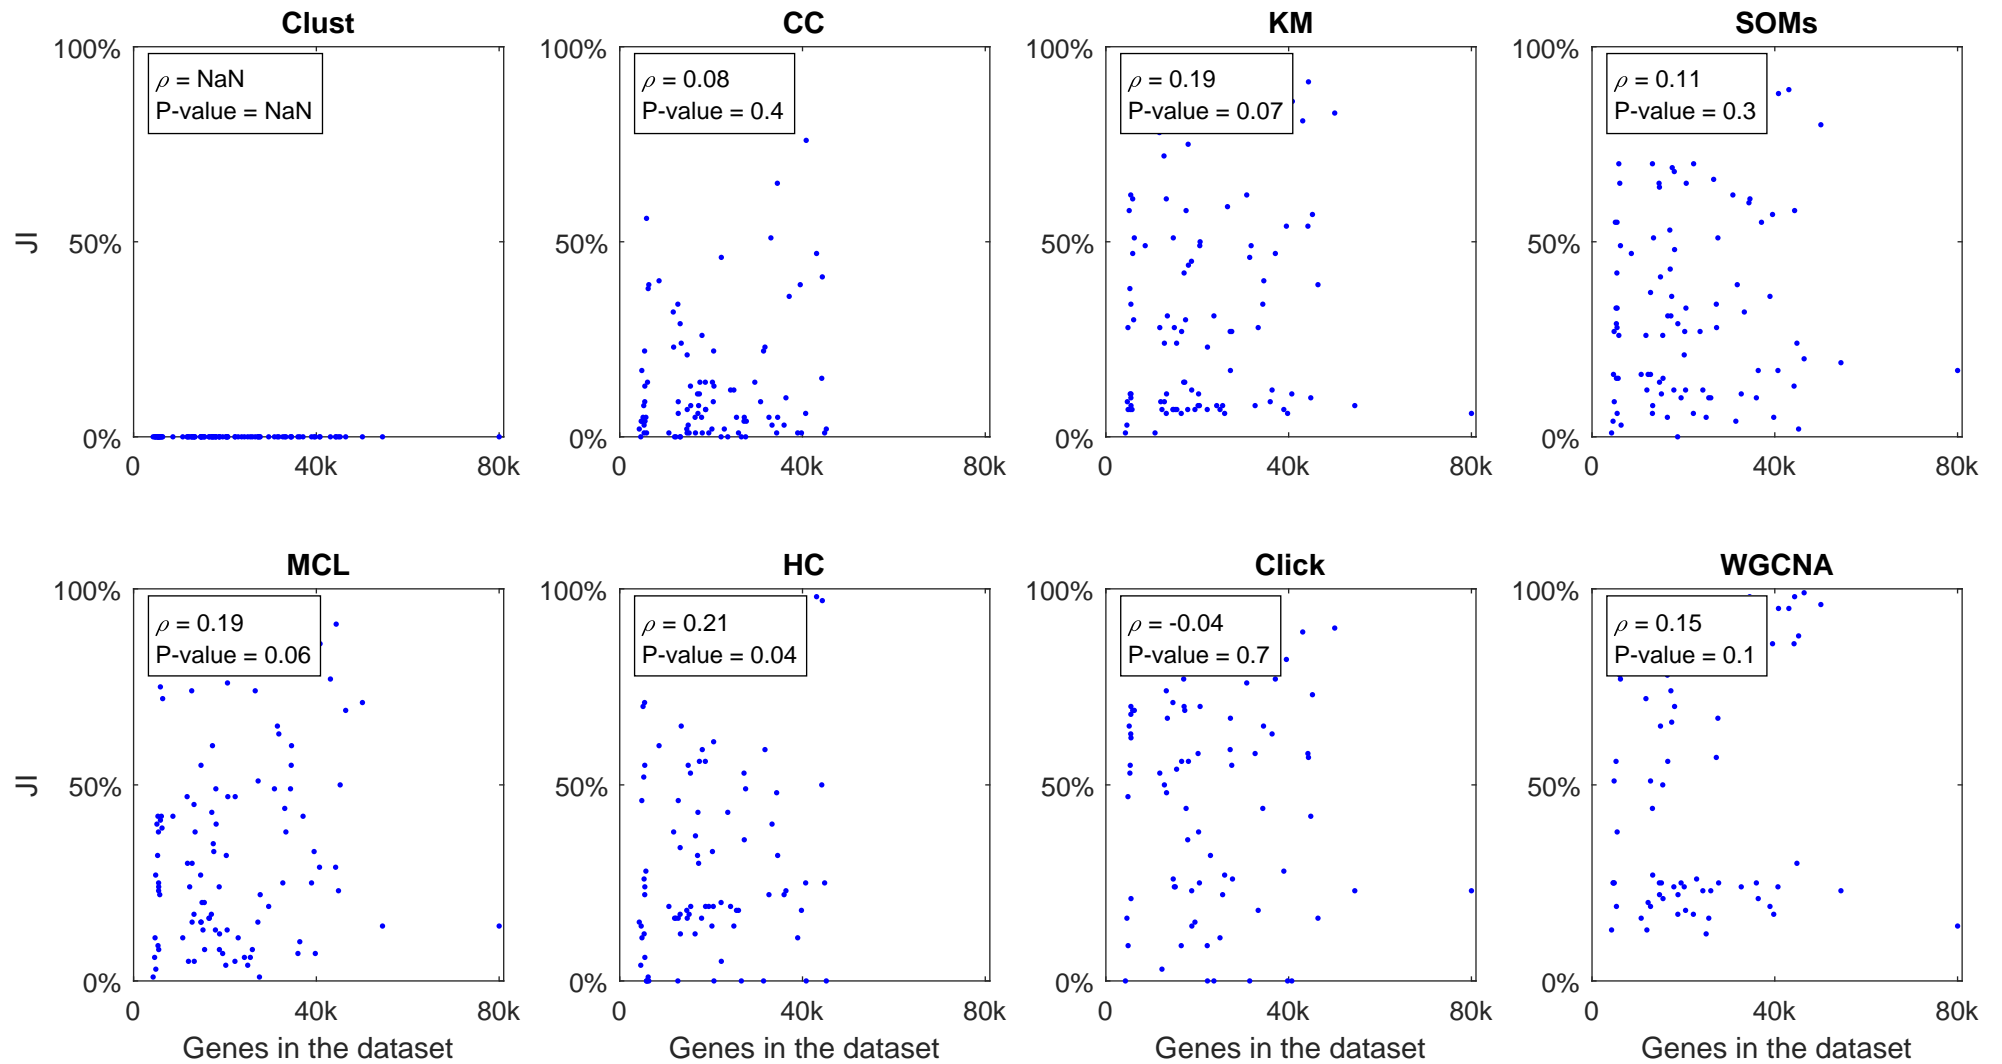 Clust
CC
KM
SOMs
100%
ρ = NaN
P-value = NaN
50%
0%
0
40k
80k
JI
100%
ρ = 0.08
P-value = 0.4
50%
0%
0
40k
80k
100%
ρ = 0.19
P-value = 0.07
50%
0%
0
40k
80k
100%
ρ = 0.11
P-value = 0.3
50%
0%
0
40k
80k
MCL
HC
Click
WGCNA
100%
ρ = 0.19
P-value = 0.06
50%
0%
0
40k
80k
JI
Genes in the dataset
100%
ρ = 0.21
P-value = 0.04
50%
0%
0
40k
80k
Genes in the dataset
100%
ρ = -0.04
P-value = 0.7
50%
0%
0
40k
80k
Genes in the dataset
100%
ρ = 0.15
P-value = 0.1
50%
0%
0
40k
80k
Genes in the dataset